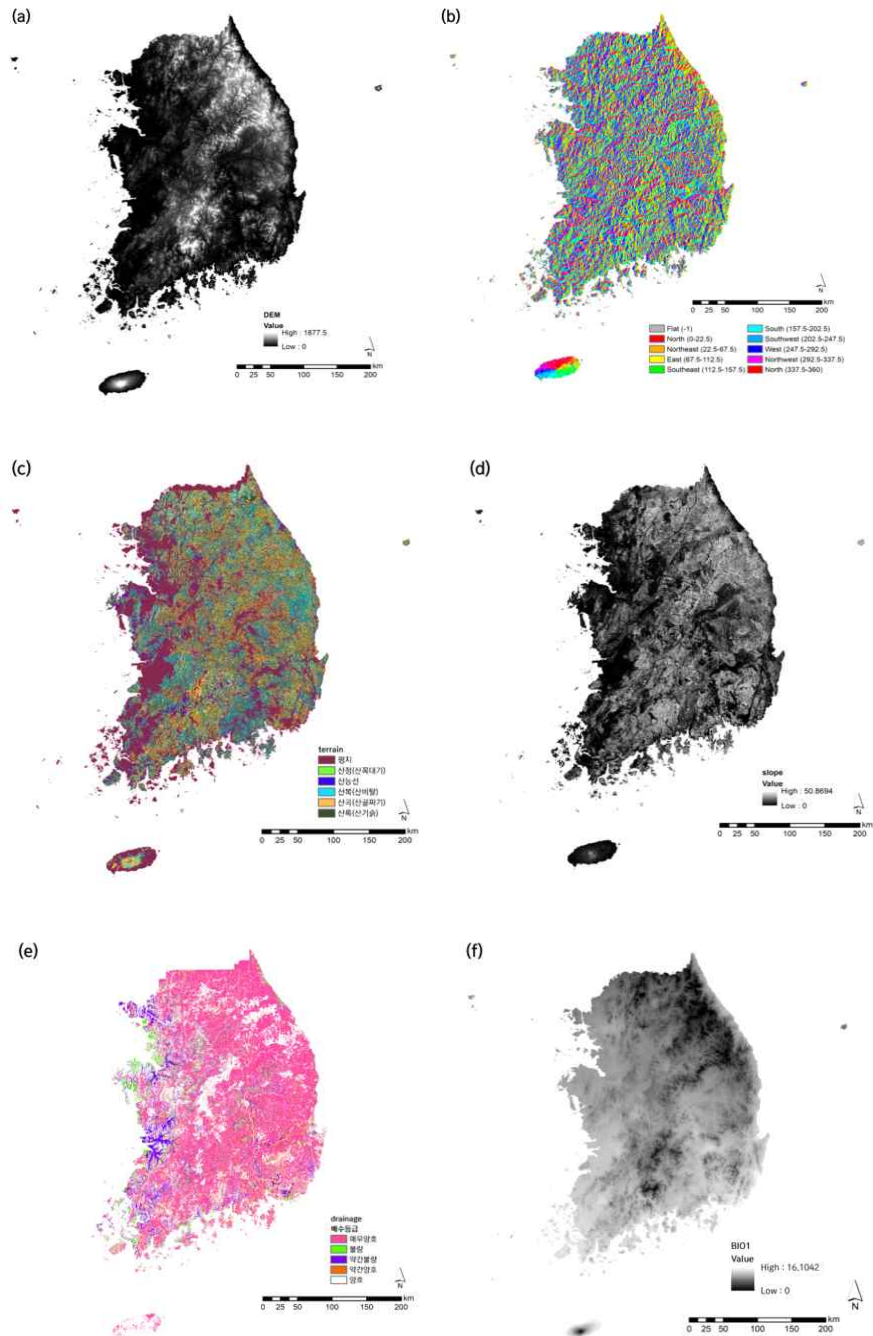 (a)
DEM
Value
High : 1877.5
Low : 0
N
km
0 25 50 100 150 200
(b)
N
km
0 25 50 100 150 200
Flat (-1)
North (0-22.5)
Northeast (22.5-67.5)
East (67.5-112.5)
Southeast (112.5-157.5)
South (157.5-202.5)
Southwest (202.5-247.5)
West (247.5-292.5)
Northwest (292.5-337.5)
North (337.5-360)
(c)
terrain
평지
산정(산꼭대기)
산능선
산복(산비탈)
산곡(산골짜기)
산록(산기슭)
N
km
0 25 50 100 150 200
(d)
slope
Value
High : 50.8694
Low : 0
N
km
0 25 50 100 150 200
(e)
drainage
배수등급
매우양호
불량
약간불량
약간양호
양호
N
km
0 25 50 100 150 200
(f)
BIO1
Value
High : 16.1042
Low : 0
N
km
0 25 50 100 150 200